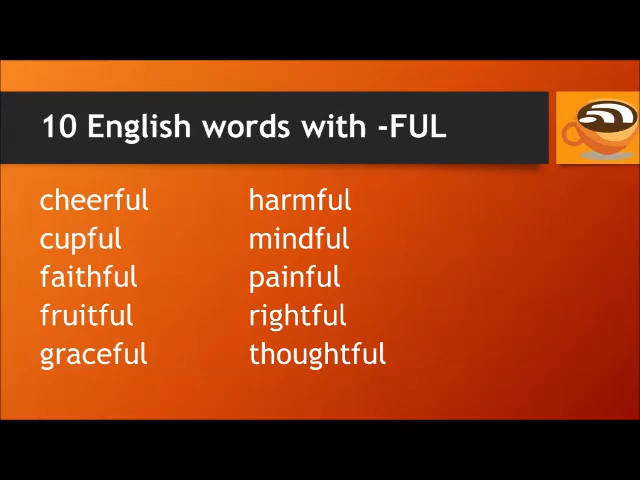 10 English words with -FUL
cheerful
cupful
faithful
fruitful
graceful
harmful
mindful
painful
rightful
thoughtful